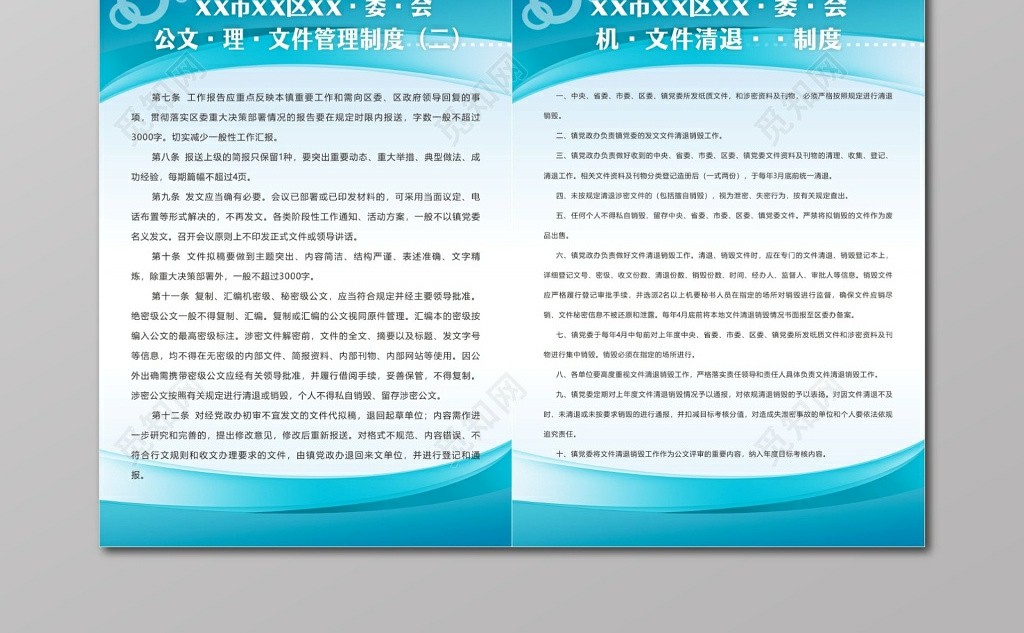 XX市XX区XX·委·会
公文·理·文件管理制度（二）
第七条 工作报告应重点反映本镇重要工作和需向区委、区政府领导回复的事
项，贯彻落实区委重大决策部署情况的报告要在规定时限内报送，字数一般不超过
3000字。切实减少一般性工作汇报。
第八条 报送上级的简报只保留1种，要突出重要动态、重大举措、典型做法、成
功经验，每期篇幅不超过4页。
第九条 发文应当确有必要。会议已部署或已印发材料的，可采用当面议定、电
话布置等形式解决的，不再发文。各类阶段性工作通知、活动方案，一般不以镇党委
名义发文。召开会议原则上不印发正式文件或领导讲话。
第十条 文件拟稿要做到主题突出、内容简洁、结构严谨、表述准确、文字精
炼，除重大决策部署外，一般不超过3000字。
第十一条 复制、汇编机密级、秘密级公文，应当符合规定并经主要领导批准。
绝密级公文一般不得复制、汇编。复制或汇编的公文视同原件管理。汇编本的密级按
编入公文的最高密级标注。涉密文件解密前，文件的全文、摘要以及标题、发文字号
等信息，均不得在无密级的内部文件、简报资料、内部刊物、内部网站等使用。因公
外出确需携带密级公文应经有关领导批准，并履行借阅手续，妥善保管，不得复制。
涉密公文按照有关规定进行清退或销毁，个人不得私自销毁、留存涉密公文。
第十二条 对经党政办初审不宜发文的文件代拟稿，退回起草单位；内容需作进
一步研究和完善的，提出修改意见，修改后重新报送。对格式不规范、内容错误、不
符合行文规则和收文办理要求的文件，由镇党政办退回来文单位，并进行登记和通
报。
XX市XX区XX·委·会
机·文件清退··制度
一、中央、省委、市委、区委、镇党委所发纸质文件，和涉密资料及刊物，必须严格按照规定进行清退
销毁。
二、镇党政办负责镇党委的发文文件清退销毁工作。
三、镇党政办负责做好收到的中央、省委、市委、区委、镇党委文件资料及刊物的清理、收集、登记、
清退工作。相关文件资料及刊物分类登记造册后（一式两份），于每年3月底前统一清退。
四、未按规定清退涉密文件的（包括擅自销毁），视为泄密、失密行为，按有关规定查出。
五、任何个人不得私自销毁、留存中央、省委、市委、区委、镇党委文件。严禁将拟销毁的文件作为废
品出售。
六、镇党政办负责做好文件清退销毁工作。清退、销毁文件时，应在专门的文件清退，销毁登记本上，
详细登记文号、密级、收文份数、清退份数、销毁份数、时间、经办人、监督人、审批人等信息。销毁文件
应严格履行登记审批手续，并选派2名以上机要秘书人员在指定的场所对销毁进行监督，确保文件应销尽
销、文件秘密信息不被还原和泄露。每年4月底前将本地文件清退销毁情况书面报至区委办备案。
七、镇党委于每年4月中旬前对上年度中央、省委、市委、区委、镇党委所发纸质文件和涉密资料及刊
物进行集中销毁。销毁必须在指定的场所进行。
八、各单位要高度重视文件清退销毁工作，严格落实责任领导和责任人具体负责文件清退销毁工作。
九、镇党委定期对上年度文件清退销毁情况予以通报，对依规清退销毁的予以表扬。对因文件清退不及
时、未清退或未按要求销毁的进行通报，并扣减目标考核分值，对造成失泄密事故的单位和个人要依法依规
追究责任。
十、镇党委将文件清退销毁工作作为公文评审的重要内容，纳入年度目标考核内容。
觅知网
觅知网
觅知网
觅知网
觅知网
觅知网